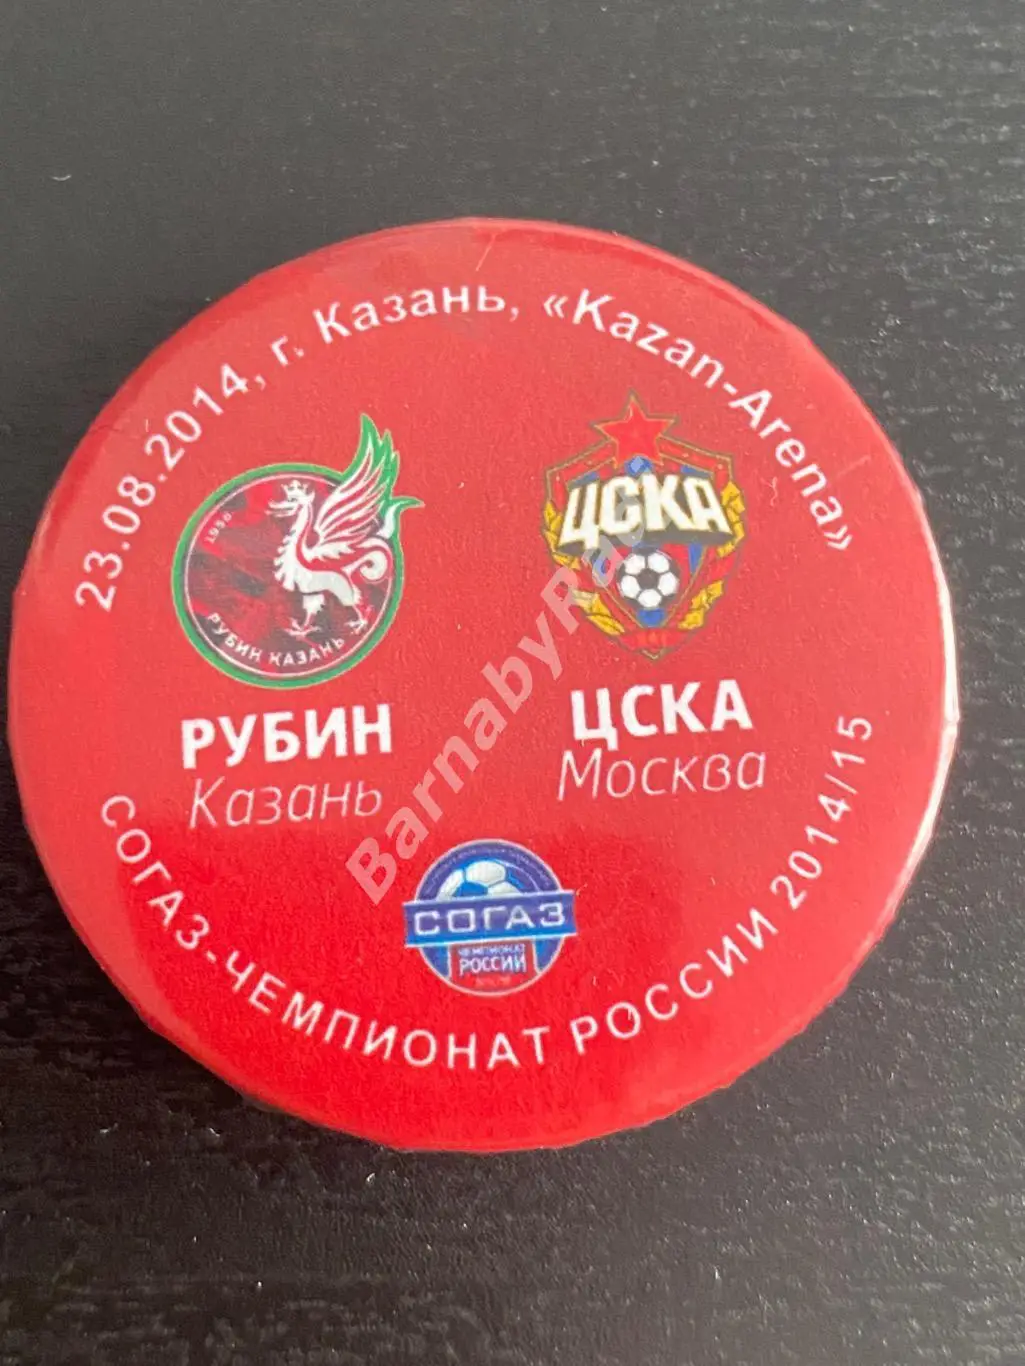 23.08.2014, г. Казань, «Kazan-Arena»
РУБИН КАЗАНЬ
ЦСКА
РУБИН
Казань
ЦСКА
Москва
СОГАЗ
ЧЕМПИОНАТ
РОССИИ
СОГАЗ-ЧЕМПИОНАТ РОССИИ 2014/15